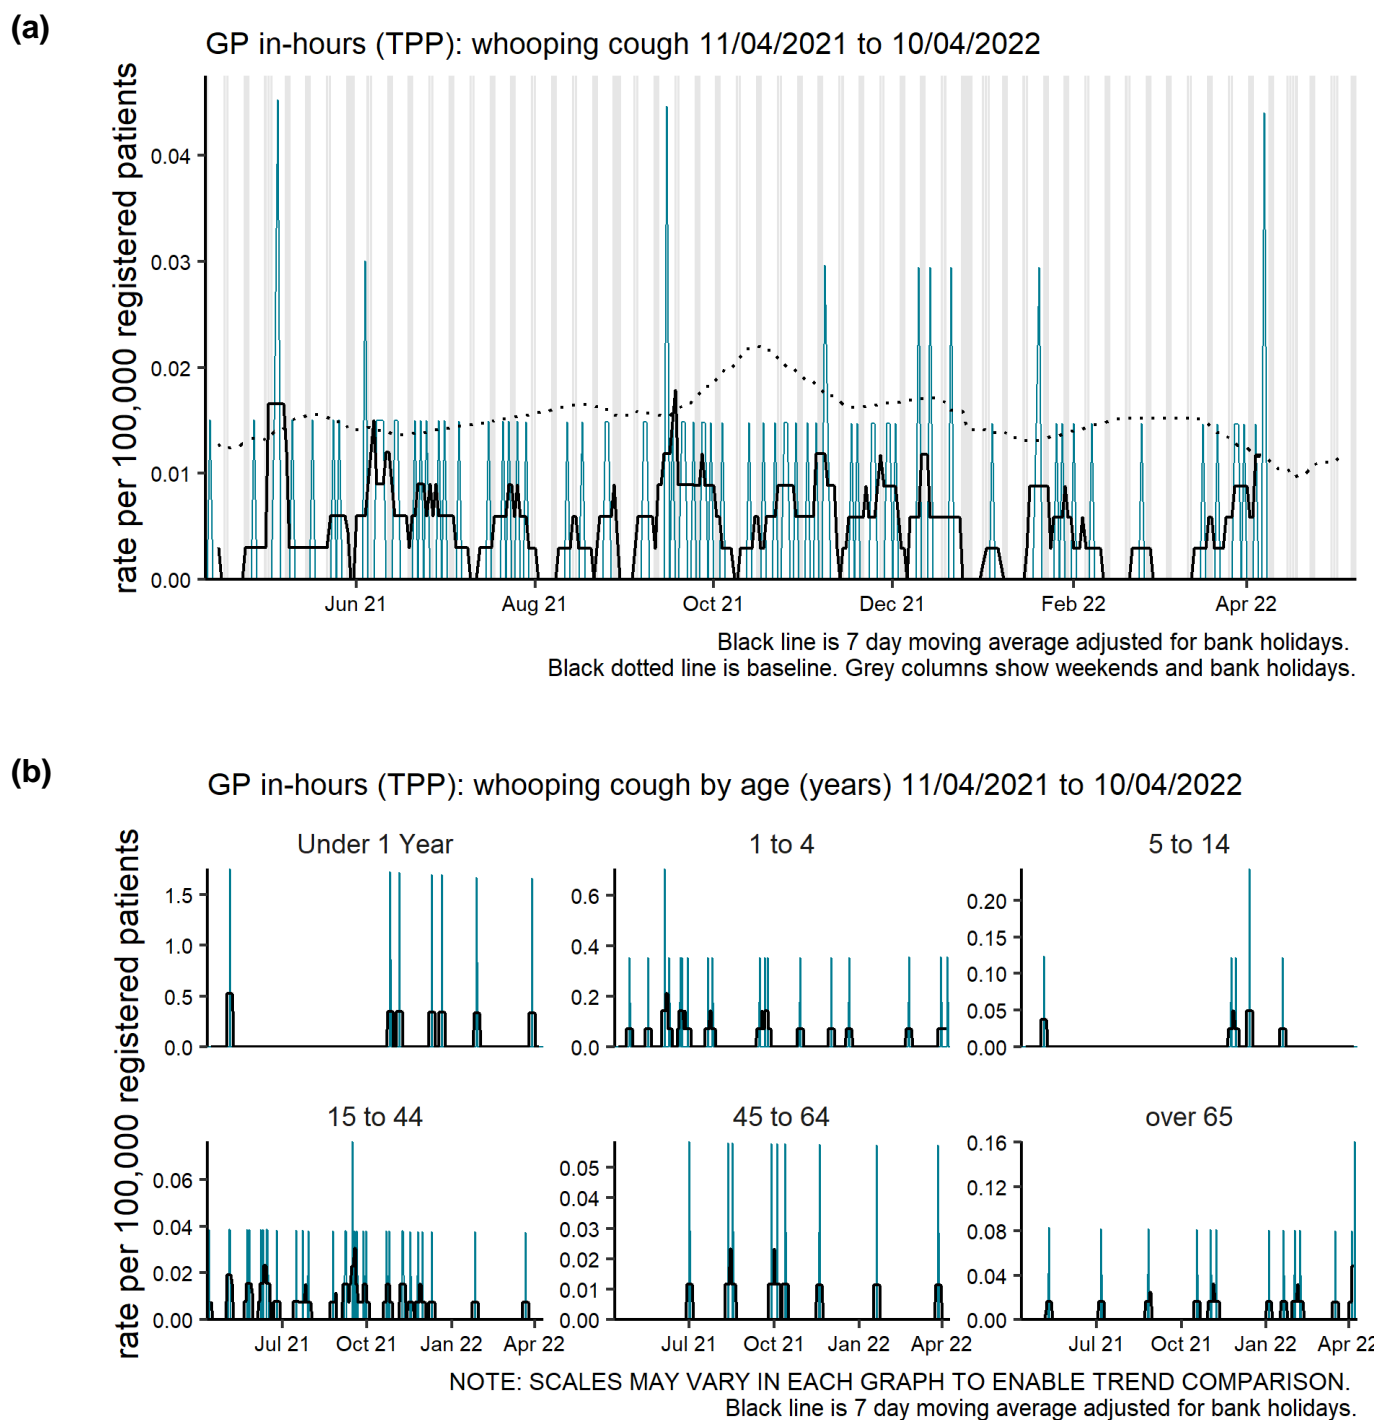 (a)
GP in-hours (TPP): whooping cough 11/04/2021 to 10/04/2022
rate per 100,000 registered patients
0.04
0.03
0.02
0.01
0.00
Jun 21 Aug 21 Oct 21 Dec 21 Feb 22 Apr 22
Black line is 7 day moving average adjusted for bank holidays.
Black dotted line is baseline. Grey columns show weekends and bank holidays.
(b)
GP in-hours (TPP): whooping cough by age (years) 11/04/2021 to 10/04/2022
rate per 100,000 registered patients
Under 1 Year
1.5
1.0
0.5
0.0
1 to 4
0.6
0.4
0.2
0.0
5 to 14
0.20
0.15
0.10
0.05
0.00
15 to 44
0.06
0.04
0.02
0.00
Jul 21 Oct 21 Jan 22 Apr 22
45 to 64
0.05
0.04
0.03
0.02
0.01
0.00
Jul 21 Oct 21 Jan 22 Apr 22
over 65
0.16
0.12
0.08
0.04
0.00
Jul 21 Oct 21 Jan 22 Apr 22
NOTE: SCALES MAY VARY IN EACH GRAPH TO ENABLE TREND COMPARISON.
Black line is 7 day moving average adjusted for bank holidays.